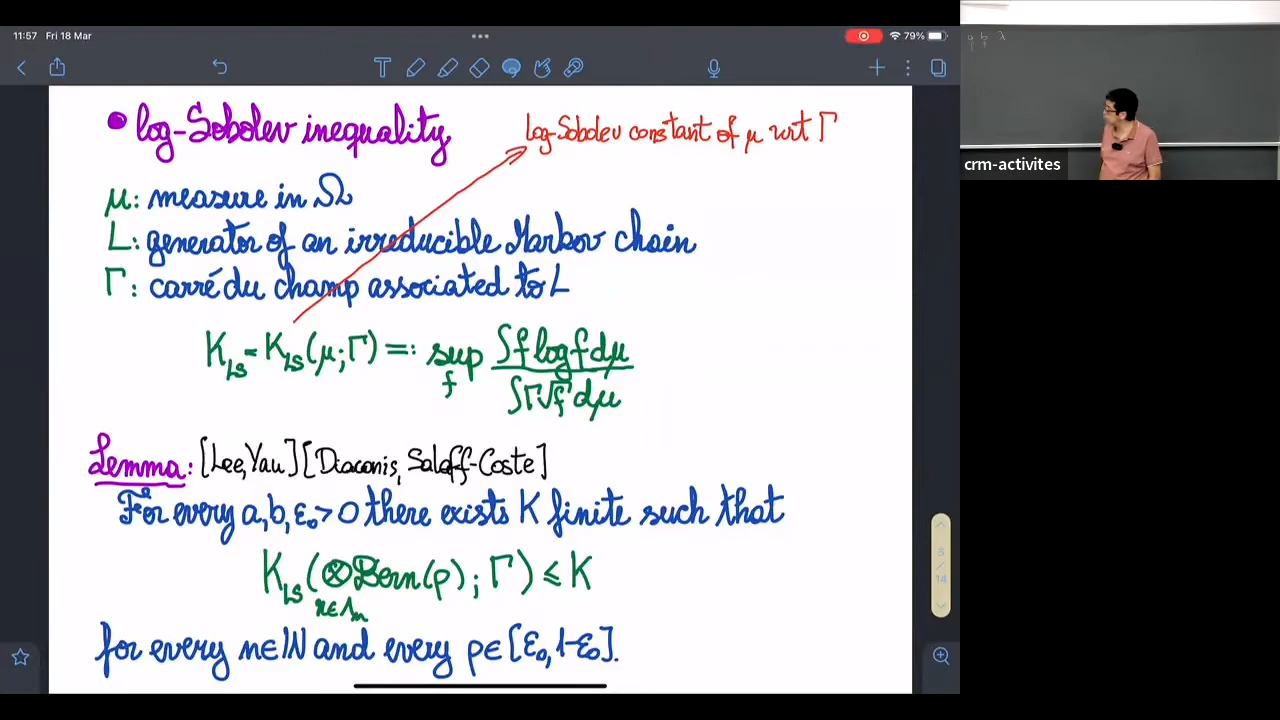 11:57 Fri 18 Mar
79%
• log-Sobolev inequality
log-Sobolev constant of μ wrt Γ
μ: measure in Ω
L: generator of an irreducible Markov chain
Γ: carré du champ associated to L
K_LS = K_LS(μ; Γ) =: sup_f ∫f log f dμ / ∫Γ√f dμ
Lemma: [Lee, Yau] [Diaconis, Saloff-Coste]
For every a, b, ε₀ > 0 there exists K finite such that
K_LS(⊗_{x∈Λ_n} Bern(p); Γ) ≤ K
for every n∈ℕ and every p∈[ε₀, 1-ε₀].
3 / 14
a b λ
crm-activites